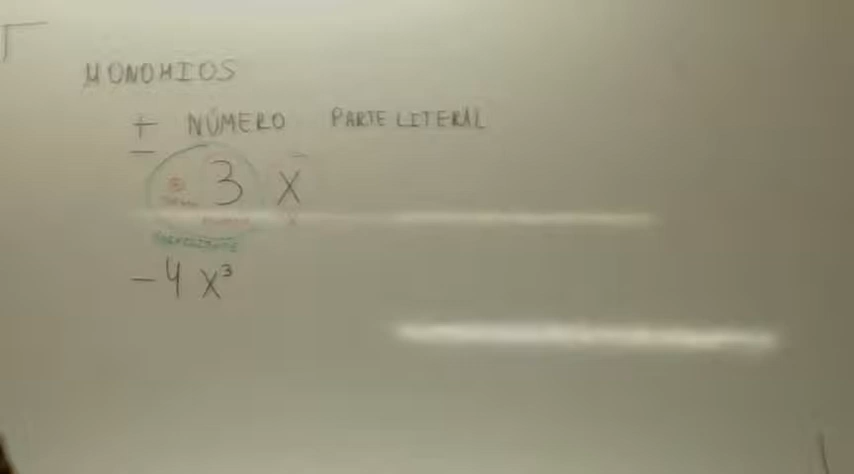 MONOMIOS
± NÚMERO PARTE LITERAL
3 X
COEFICIENTE
-4 X³